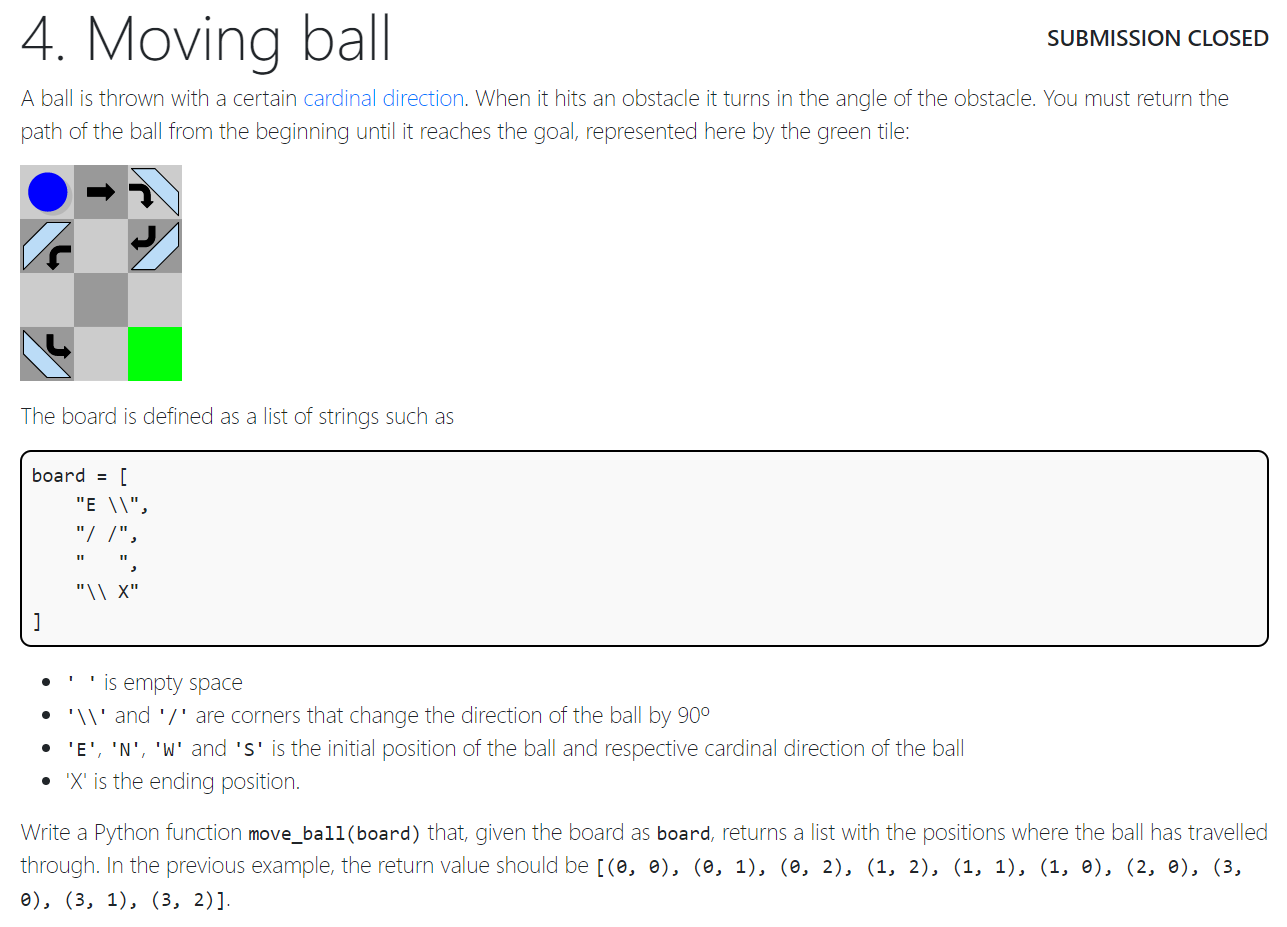 4. Moving ball
SUBMISSION CLOSED
A ball is thrown with a certain cardinal direction. When it hits an obstacle it turns in the angle of the obstacle. You must return the
path of the ball from the beginning until it reaches the goal, represented here by the green tile:
The board is defined as a list of strings such as
board = [
    "E \\",
    "/ /",
    "   ",
    "\\ X"
]
• ' ' is empty space
• '\\' and '/' are corners that change the direction of the ball by 90º
• 'E', 'N', 'W' and 'S' is the initial position of the ball and respective cardinal direction of the ball
• 'X' is the ending position.
Write a Python function move_ball(board) that, given the board as board, returns a list with the positions where the ball has travelled
through. In the previous example, the return value should be [(0, 0), (0, 1), (0, 2), (1, 2), (1, 1), (1, 0), (2, 0), (3,
0), (3, 1), (3, 2)].